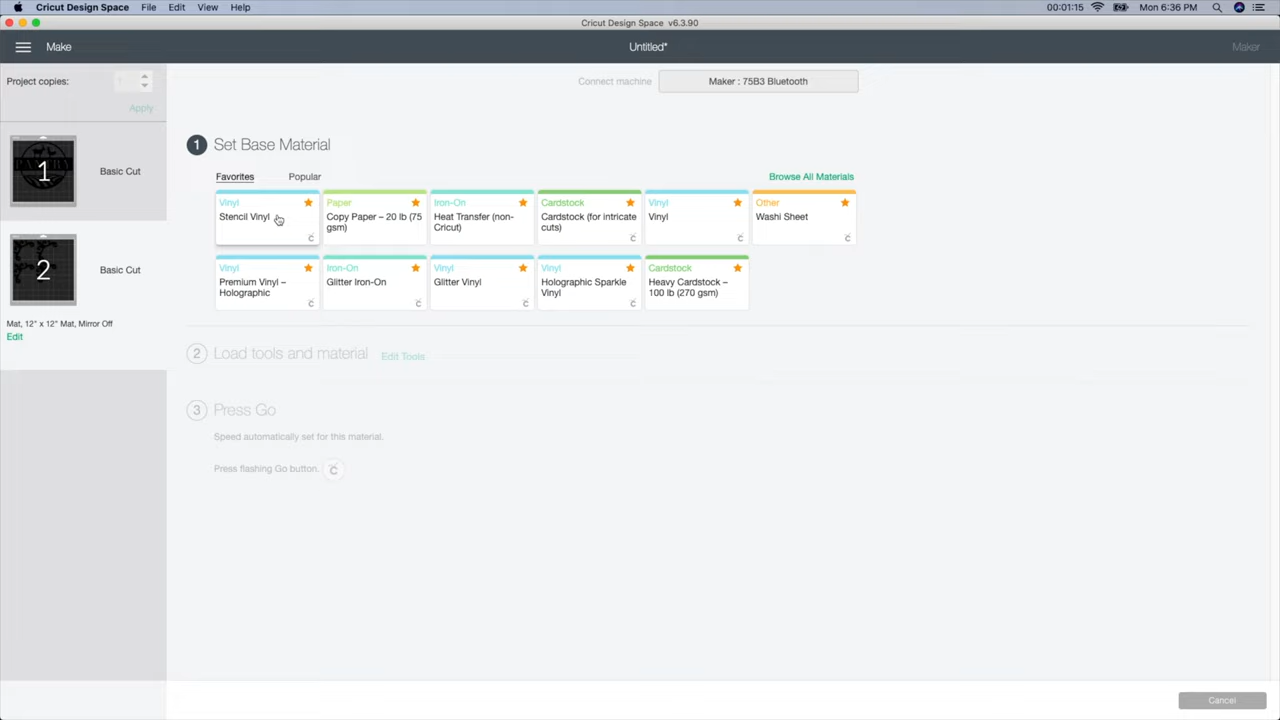 Cricut Design Space File Edit View Help 00:01:15 Mon 6:36 PM
Cricut Design Space v6.3.90
Make Untitled* Maker
Project copies:
Apply
Connect machine Maker : 75B3 Bluetooth
1 Basic Cut
2 Basic Cut
Mat, 12" x 12" Mat, Mirror Off
Edit
1 Set Base Material
Favorites Popular Browse All Materials
Vinyl Paper Iron-On Cardstock Vinyl Other
Stencil Vinyl Copy Paper – 20 lb (75 Heat Transfer (non- Cardstock (for intricate Vinyl Washi Sheet
gsm) Cricut) cuts)
Vinyl Iron-On Vinyl Vinyl Cardstock
Premium Vinyl – Glitter Iron-On Glitter Vinyl Holographic Sparkle Heavy Cardstock –
Holographic Vinyl 100 lb (270 gsm)
2 Load tools and material Edit Tools
3 Press Go
Speed automatically set for this material.
Press flashing Go button.
Cancel